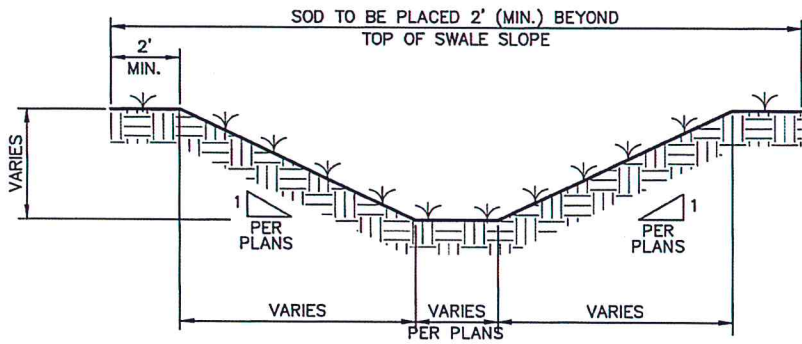 SOD TO BE PLACED 2' (MIN.) BEYOND
TOP OF SWALE SLOPE
2'
MIN.
VARIES
1
PER
PLANS
1
PER
PLANS
VARIES
VARIES
PER PLANS
VARIES